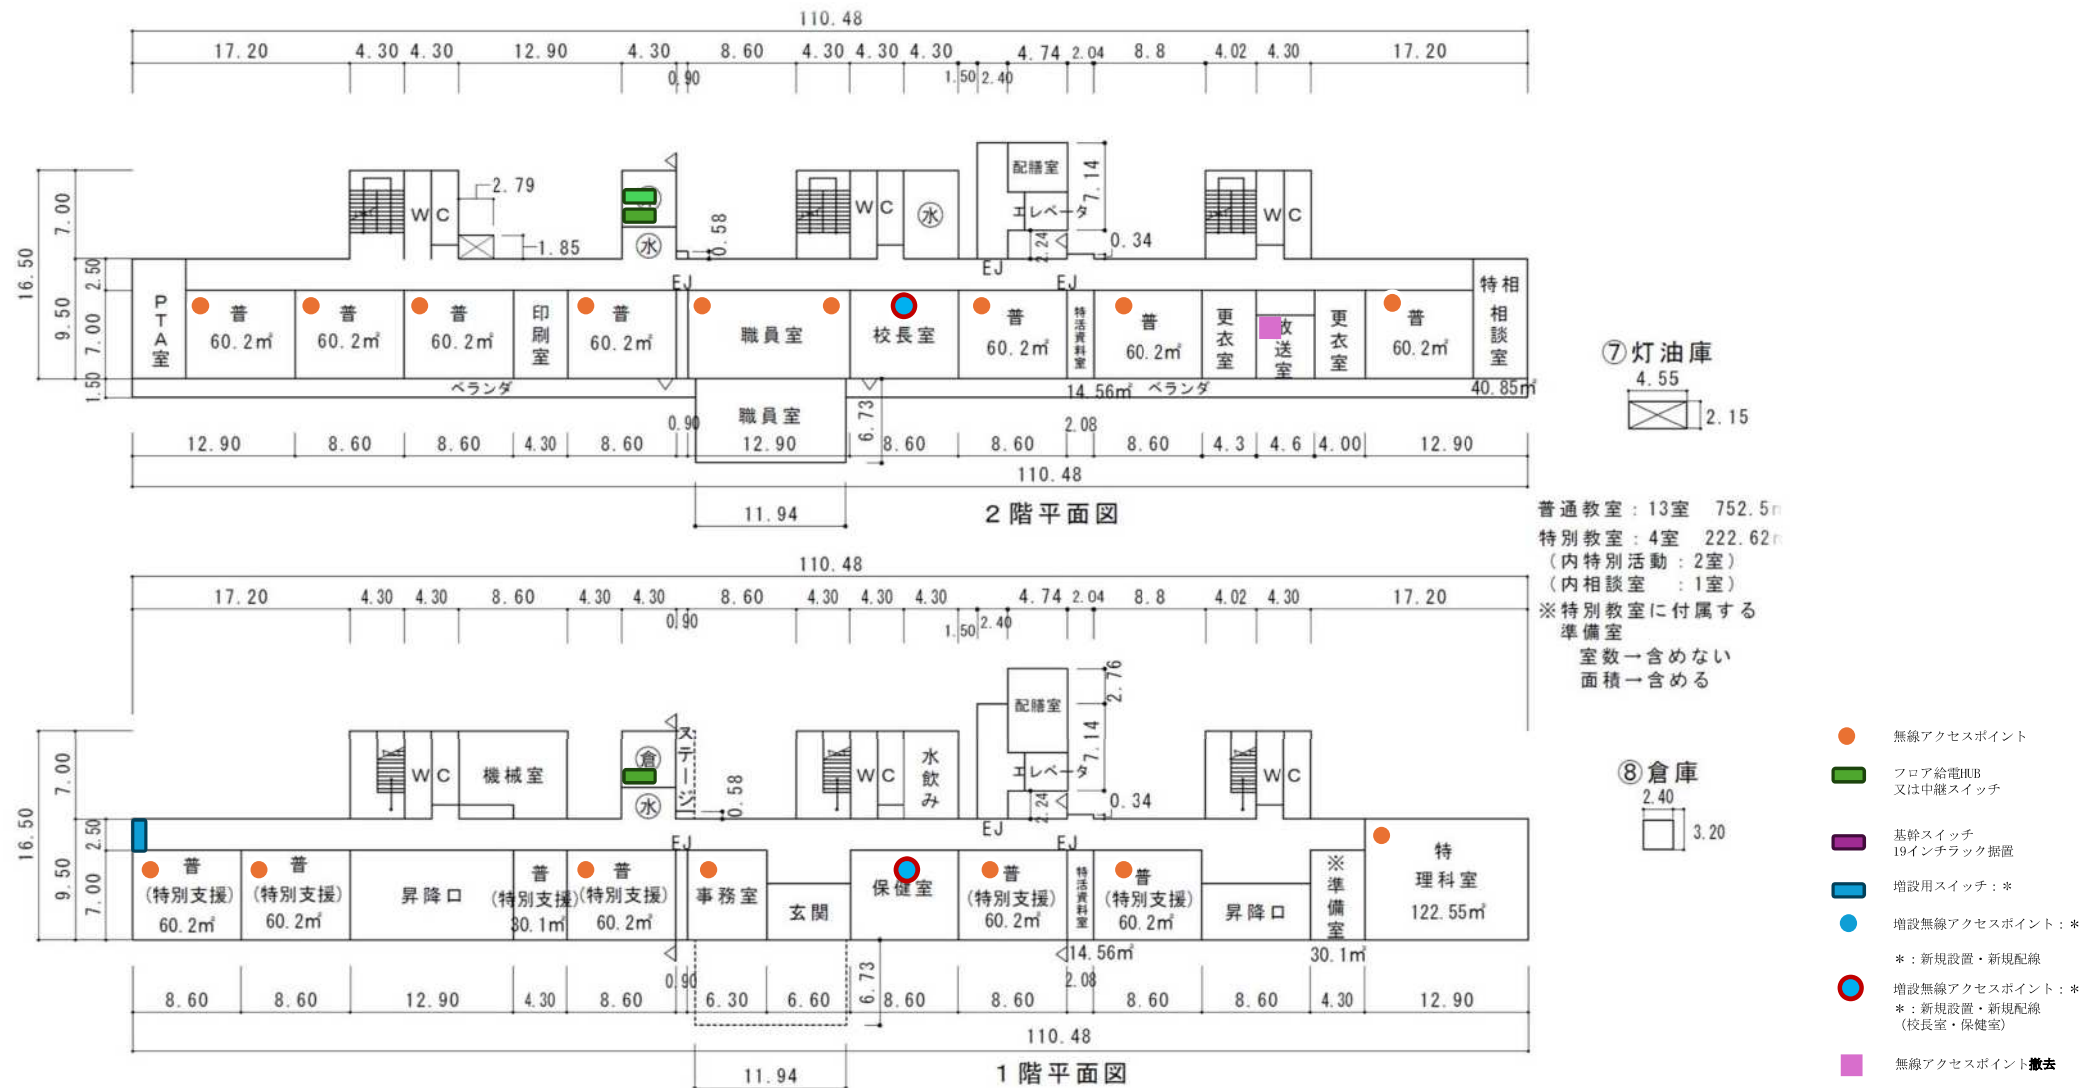 110.48
17.20 4.30 4.30 12.90 4.30 8.60 4.30 4.30 4.30 4.74 2.04 8.8 4.02 4.30 17.20
0.90 1.50 2.40
配膳室
7.14
2.79
WC
WC
水
エレベータ
WC
7.00
1.85
水
0.58
2.24
0.34
16.50
2.50
EJ
EJ
EJ
9.50
7.00
1.50
PTA室
普
60.2㎡
普
60.2㎡
普
60.2㎡
印刷室
普
60.2㎡
職員室
校長室
普
60.2㎡
特活資料室
普
60.2㎡
更衣室
放送室
更衣室
普
60.2㎡
特相
相談室
ベランダ
14.56㎡
ベランダ
40.85㎡
職員室
6.73
0.90
2.08
12.90 8.60 8.60 4.30 8.60 12.90 8.60 8.60 8.60 4.3 4.6 4.00 12.90
110.48
11.94
2階平面図
⑦灯油庫
4.55
2.15
普通教室：13室 752.5
特別教室：4室 222.62
（内特別活動：2室）
（内相談室 ：1室）
※特別教室に付属する
準備室
室数→含めない
面積→含める
110.48
17.20 4.30 4.30 8.60 4.30 4.30 8.60 4.30 4.30 4.30 4.74 2.04 8.8 4.02 4.30 17.20
0.90 1.50 2.40
2.76
配膳室
7.14
ステージ
倉
WC
機械室
WC
水飲み
エレベータ
WC
7.00
水
0.58
2.24
0.34
16.50
2.50
EJ
EJ
EJ
9.50
7.00
普
(特別支援)
60.2㎡
普
(特別支援)
60.2㎡
昇降口
普
(特別支援)
30.1㎡
普
(特別支援)
60.2㎡
事務室
玄関
保健室
普
(特別支援)
60.2㎡
特活資料室
普
(特別支援)
60.2㎡
昇降口
※準備室
特
理科室
122.55㎡
14.56㎡
30.1㎡
6.73
0.90
2.08
8.60 8.60 12.90 4.30 8.60 6.30 6.60 8.60 8.60 8.60 8.60 4.30 12.90
110.48
11.94
1階平面図
⑧倉庫
2.40
3.20
無線アクセスポイント
フロア給電HUB
又は中継スイッチ
基幹スイッチ
19インチラック据置
増設用スイッチ：＊
増設無線アクセスポイント：＊
＊：新規設置・新規配線
増設無線アクセスポイント：＊
＊：新規設置・新規配線
（校長室・保健室）
無線アクセスポイント撤去